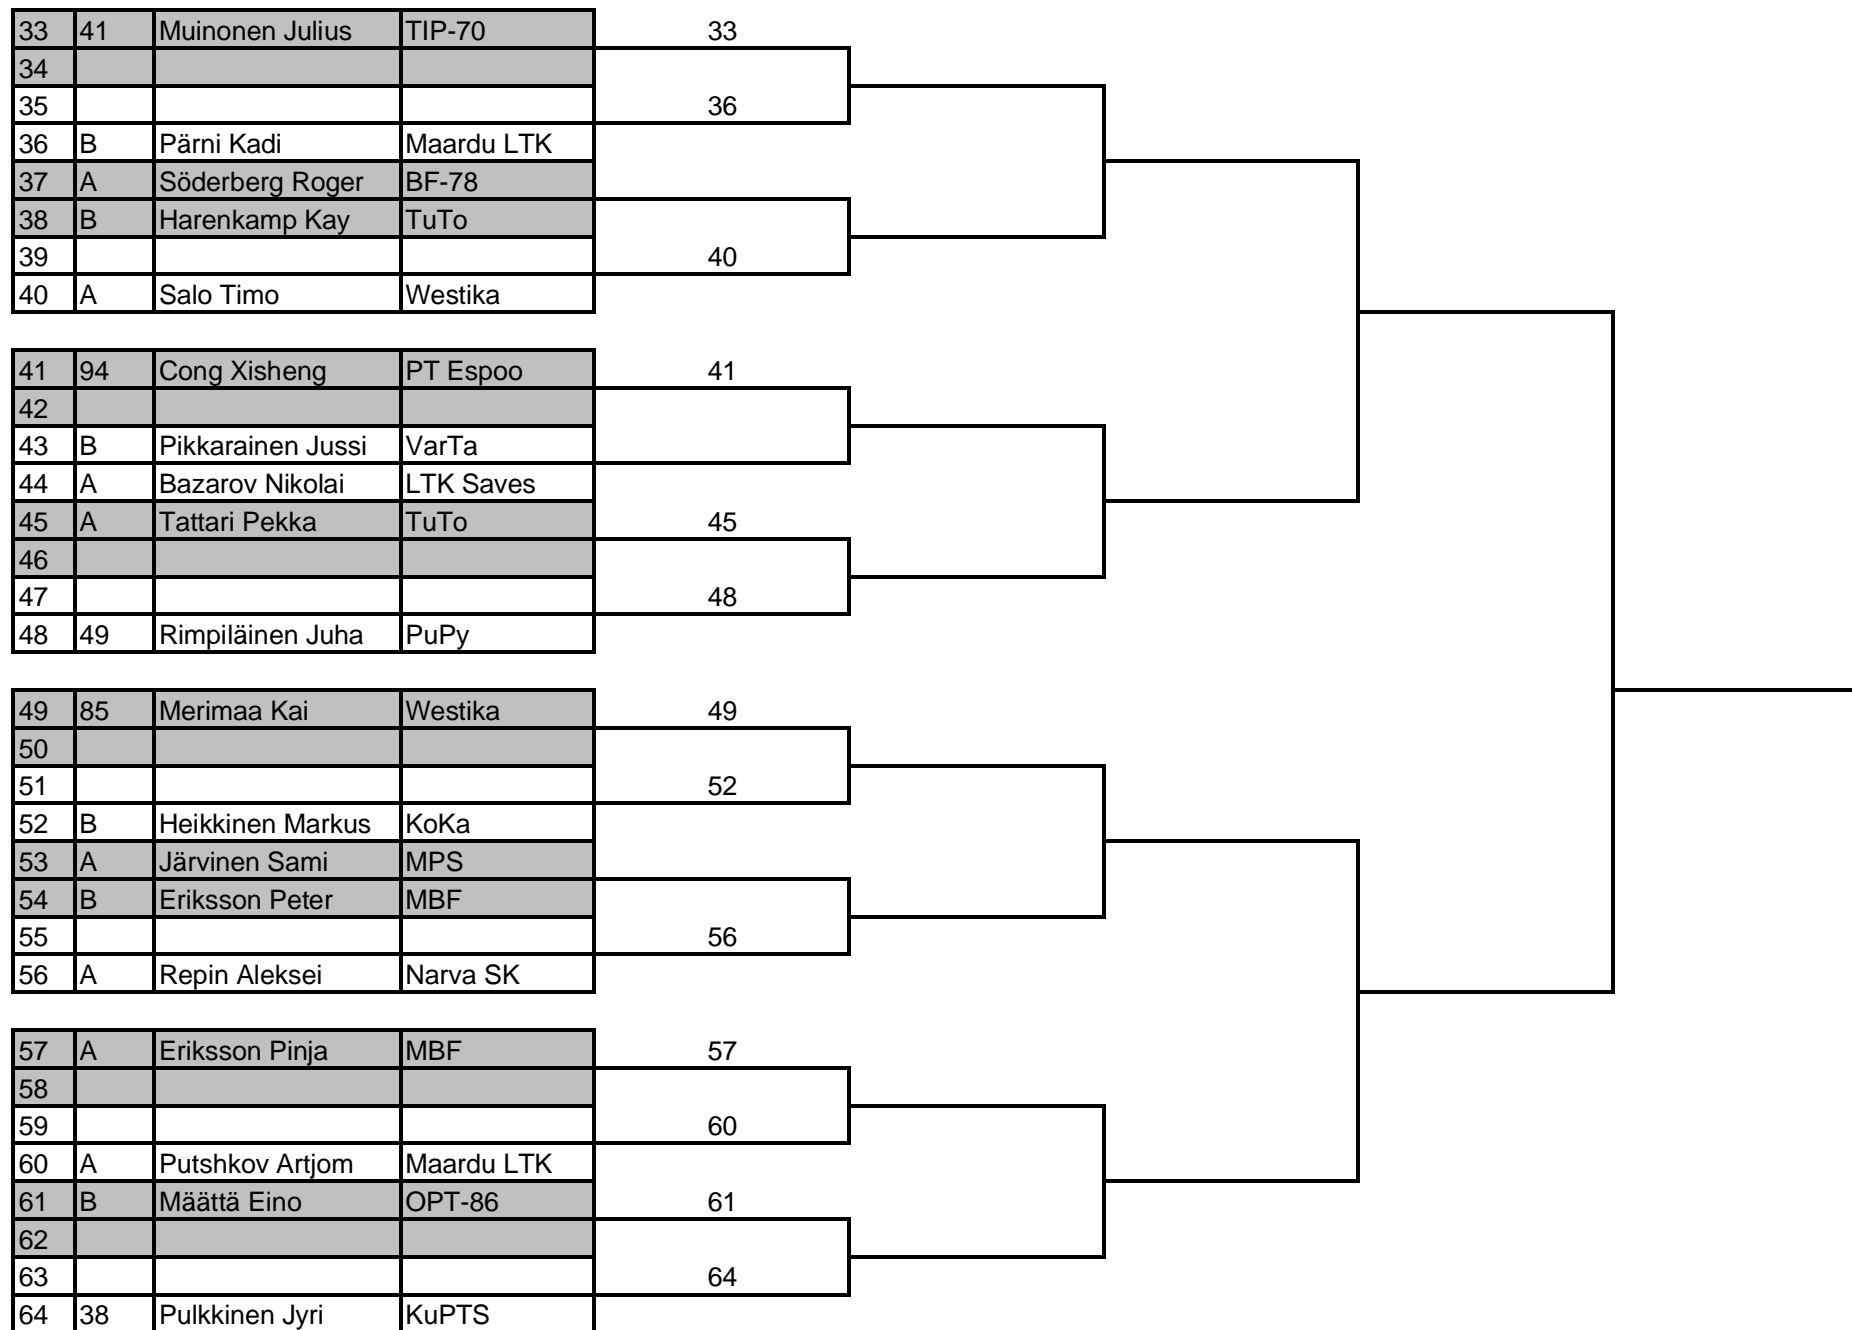 33 41 Muinonen Julius TIP-70 33
34
35 36
36 B Pärni Kadi Maardu LTK
37 A Söderberg Roger BF-78
38 B Harenkamp Kay TuTo
39 40
40 A Salo Timo Westika
41 94 Cong Xisheng PT Espoo 41
42
43 B Pikkarainen Jussi VarTa
44 A Bazarov Nikolai LTK Saves
45 A Tattari Pekka TuTo 45
46
47 48
48 49 Rimpiläinen Juha PuPy
49 85 Merimaa Kai Westika 49
50
51 52
52 B Heikkinen Markus KoKa
53 A Järvinen Sami MPS
54 B Eriksson Peter MBF
55 56
56 A Repin Aleksei Narva SK
57 A Eriksson Pinja MBF 57
58
59 60
60 A Putshkov Artjom Maardu LTK
61 B Määttä Eino OPT-86 61
62
63 64
64 38 Pulkkinen Jyri KuPTS